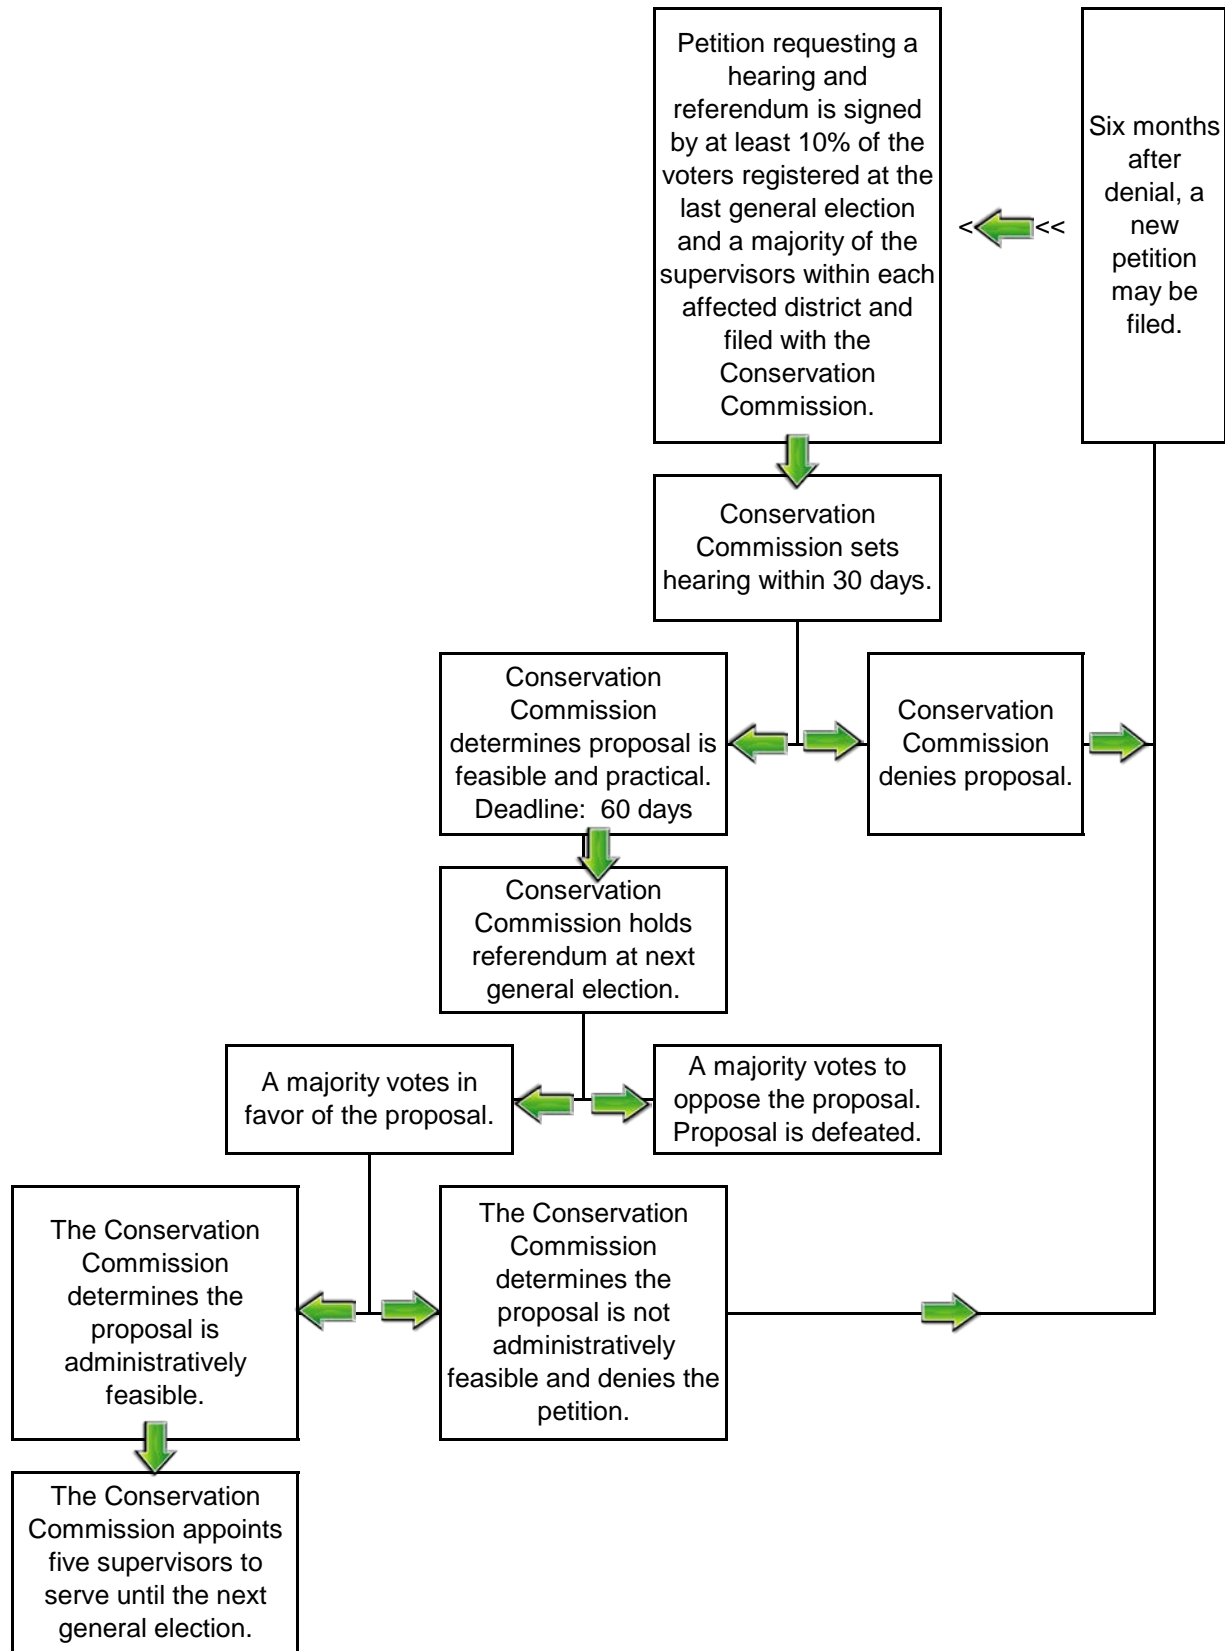 Petition requesting a
hearing and
referendum is signed
by at least 10% of the
voters registered at the
last general election
and a majority of the
supervisors within each
affected district and
filed with the
Conservation
Commission.
<
<<
Six months
after
denial, a
new
petition
may be
filed.
Conservation
Commission sets
hearing within 30 days.
Conservation
Commission
determines proposal is
feasible and practical.
Deadline:  60 days
Conservation
Commission
denies proposal.
Conservation
Commission holds
referendum at next
general election.
A majority votes in
favor of the proposal.
A majority votes to
oppose the proposal.
Proposal is defeated.
The Conservation
Commission
determines the
proposal is
administratively
feasible.
The Conservation
Commission
determines the
proposal is not
administratively
feasible and denies the
petition.
The Conservation
Commission appoints
five supervisors to
serve until the next
general election.